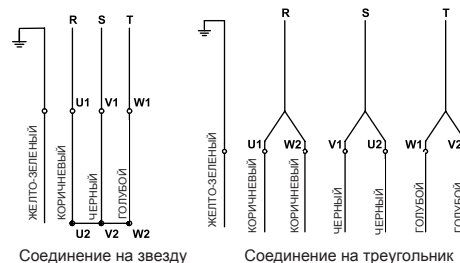 R S T
R S T
U1 V1 W1
U1 W2 V1 U2 W1 V2
ЖЕЛТО-ЗЕЛЕНЫЙ
КОРИЧНЕВЫЙ
ЧЕРНЫЙ
ГОЛУБОЙ
U2 V2 W2
ЖЕЛТО-ЗЕЛЕНЫЙ
КОРИЧНЕВЫЙ
КОРИЧНЕВЫЙ
ЧЕРНЫЙ
ЧЕРНЫЙ
ГОЛУБОЙ
ГОЛУБОЙ
Соединение на звезду
Соединение на треугольник